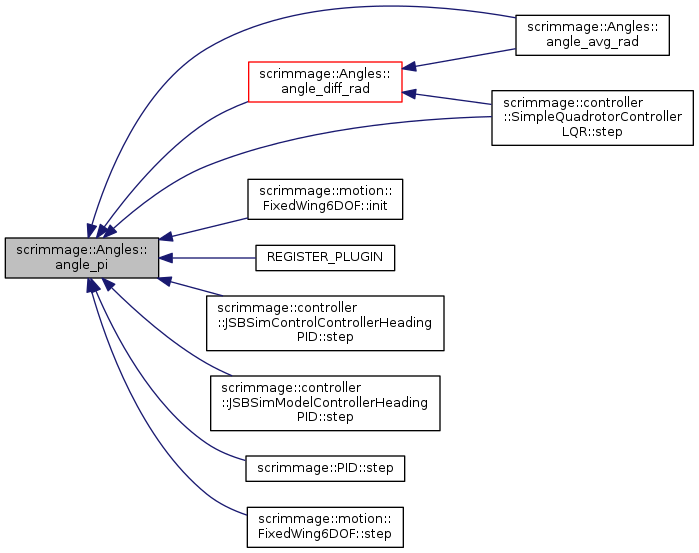 scrimmage::Angles::
angle_avg_rad
scrimmage::Angles::
angle_diff_rad
scrimmage::controller
::SimpleQuadrotorController
LQR::step
scrimmage::motion::
FixedWing6DOF::init
scrimmage::Angles::
angle_pi
REGISTER_PLUGIN
scrimmage::controller
::JSBSimControlControllerHeading
PID::step
scrimmage::controller
::JSBSimModelControllerHeading
PID::step
scrimmage::PID::step
scrimmage::motion::
FixedWing6DOF::step